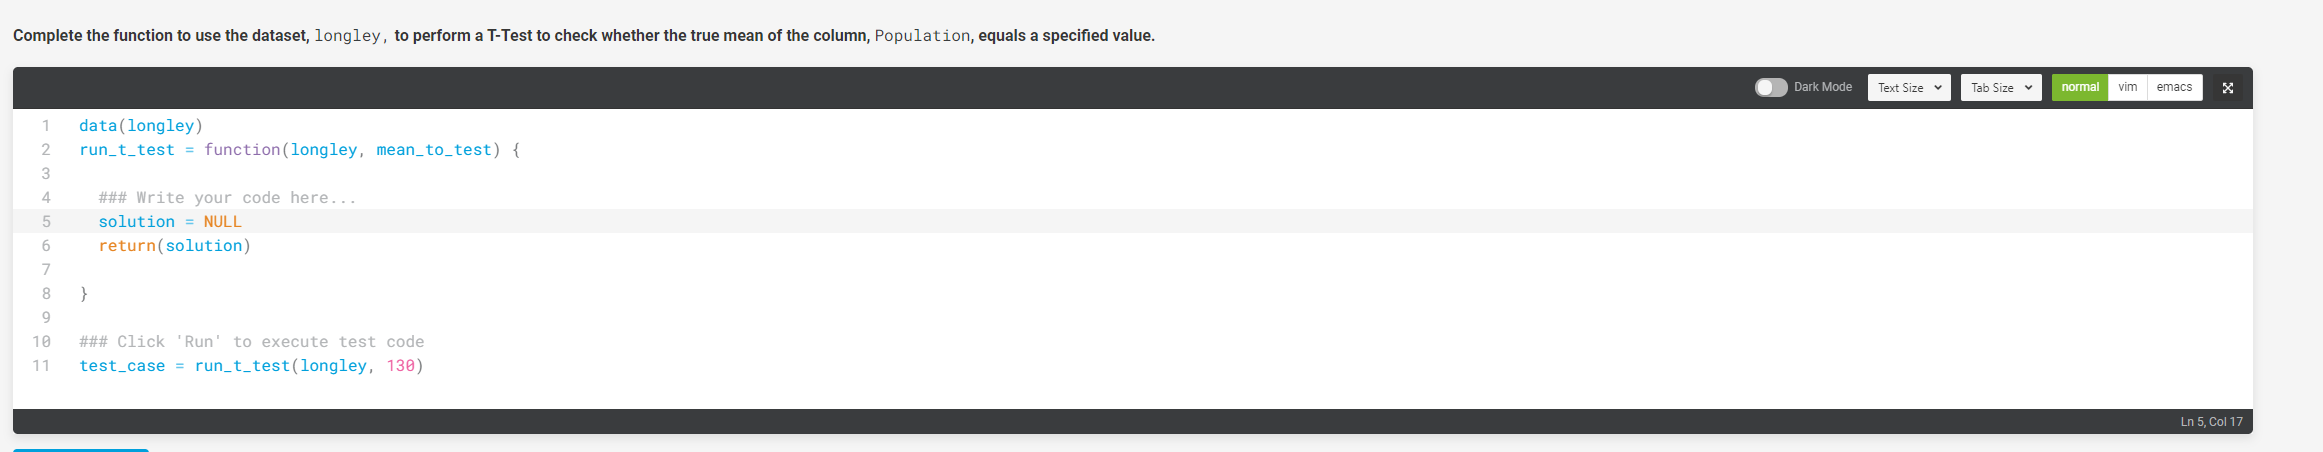 Complete the function to use the dataset, longley, to perform a T-Test to check whether the true mean of the column, Population, equals a specified value.
Dark Mode Text Size Tab Size normal vim emacs
1 data(longley)
2 run_t_test = function(longley, mean_to_test) {
3
4 ### Write your code here...
5 solution = NULL
6 return(solution)
7
8 }
9
10 ### Click 'Run' to execute test code
11 test_case = run_t_test(longley, 130)
Ln 5, Col 17